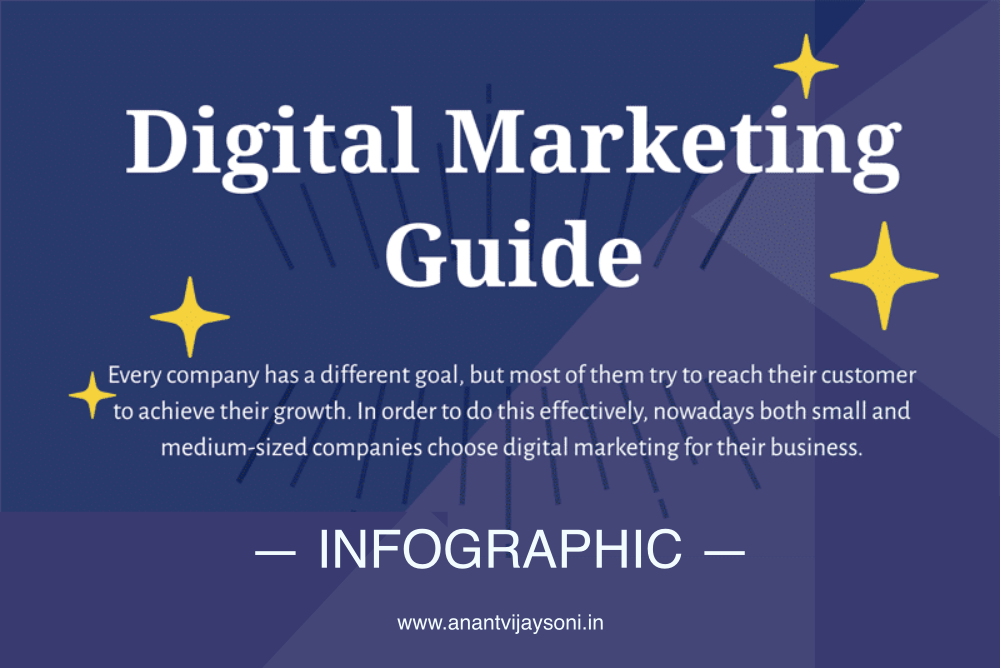 Digital Marketing
Guide
Every company has a different goal, but most of them try to reach their customer
to achieve their growth. In order to do this effectively, nowadays both small and
medium-sized companies choose digital marketing for their business.
— INFOGRAPHIC —
www.anantvijaysoni.in